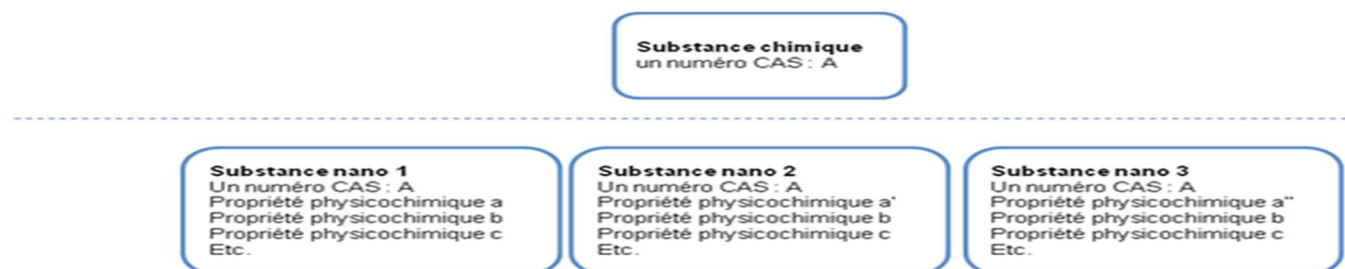 Substance chimique
un numéro CAS : A
Substance nano 1
Un numéro CAS : A
Propriété physicochimique a
Propriété physicochimique b
Propriété physicochimique c
Etc.
Substance nano 2
Un numéro CAS : A
Propriété physicochimique a'
Propriété physicochimique b
Propriété physicochimique c
Etc.
Substance nano 3
Un numéro CAS : A
Propriété physicochimique a''
Propriété physicochimique b
Propriété physicochimique c
Etc.